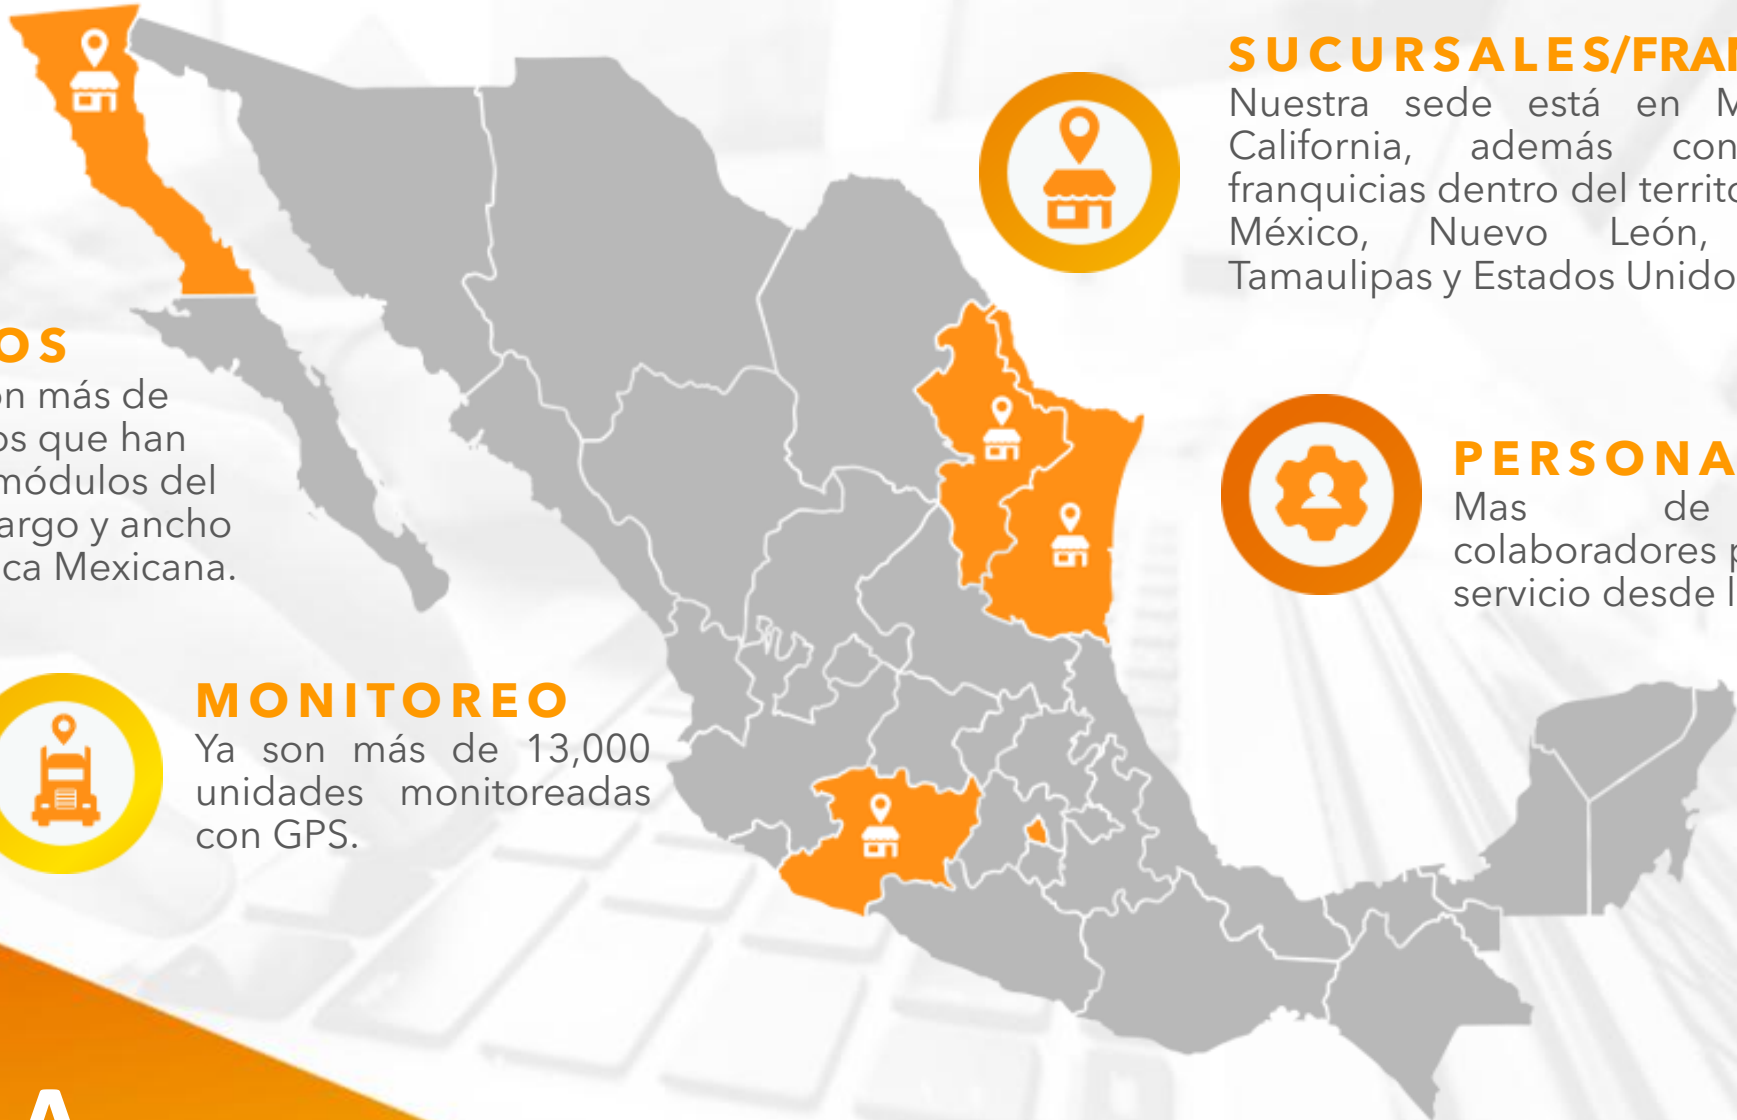 SUCURSALES/FRAN
Nuestra sede está en M
California, además con
franquicias dentro del territo
México, Nuevo León,
Tamaulipas y Estados Unido
OS
on más de
os que han
módulos del
argo y ancho
ca Mexicana.
PERSONA
Mas de
colaboradores p
servicio desde l
MONITOREO
Ya son más de 13,000
unidades monitoreadas
con GPS.
A